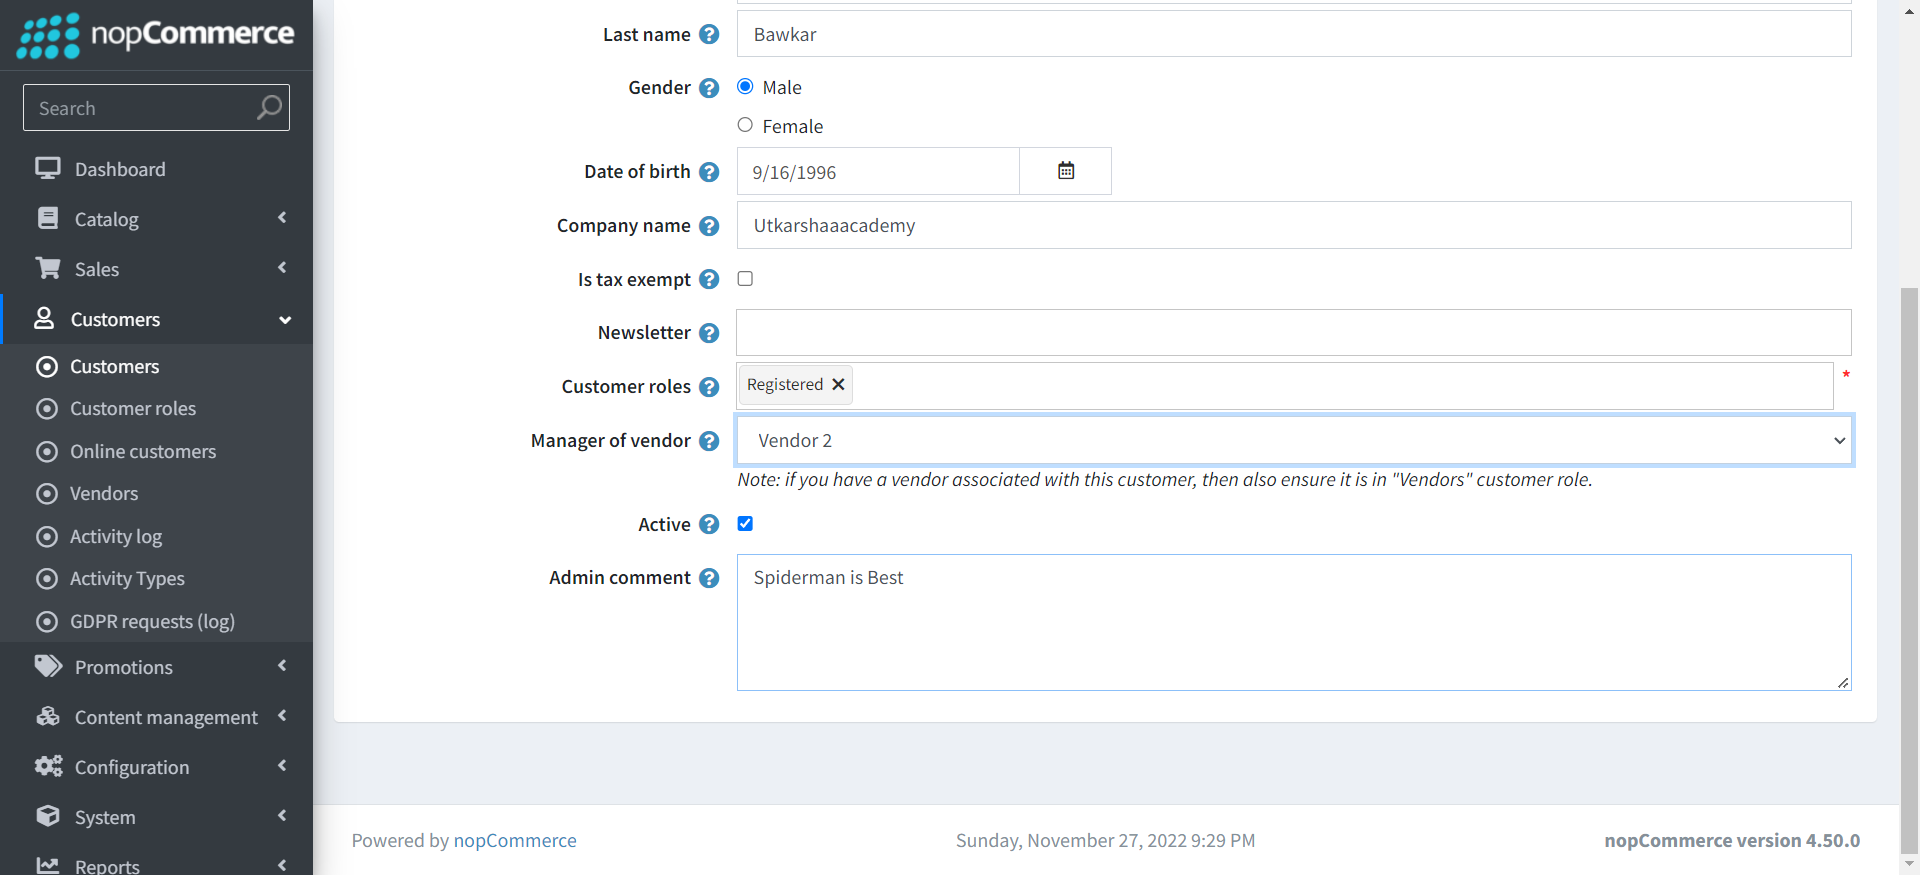 nopCommerce
Search
Dashboard
Catalog
Sales
Customers
Customers
Customer roles
Online customers
Vendors
Activity log
Activity Types
GDPR requests (log)
Promotions
Content management
Configuration
System
Reports
Last name ? Bawkar
Gender ? Male
Female
Date of birth ? 9/16/1996
Company name ? Utkarshaaacademy
Is tax exempt ?
Newsletter ?
Customer roles ? Registered *
Manager of vendor ? Vendor 2
Note: if you have a vendor associated with this customer, then also ensure it is in "Vendors" customer role.
Active ?
Admin comment ? Spiderman is Best
Powered by nopCommerce Sunday, November 27, 2022 9:29 PM nopCommerce version 4.50.0